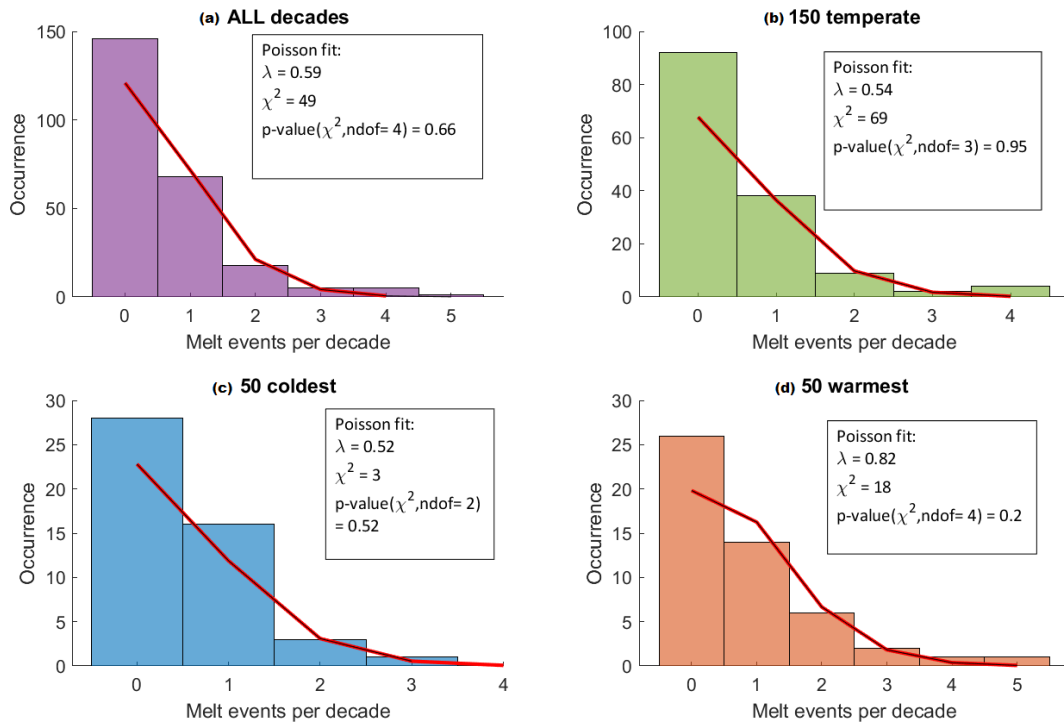 (a) ALL decades
150
100
50
0
Occurrence
0 1 2 3 4 5
Melt events per decade
Poisson fit:
λ = 0.59
χ² = 49
p-value(χ²,ndof= 4) = 0.66
(b) 150 temperate
100
80
60
40
20
0
Occurrence
0 1 2 3 4
Melt events per decade
Poisson fit:
λ = 0.54
χ² = 69
p-value(χ²,ndof= 3) = 0.95
(c) 50 coldest
30
25
20
15
10
5
0
Occurrence
0 1 2 3 4
Melt events per decade
Poisson fit:
λ = 0.52
χ² = 3
p-value(χ²,ndof= 2)
= 0.52
(d) 50 warmest
30
25
20
15
10
5
0
Occurrence
0 1 2 3 4 5
Melt events per decade
Poisson fit:
λ = 0.82
χ² = 18
p-value(χ²,ndof= 4) = 0.2